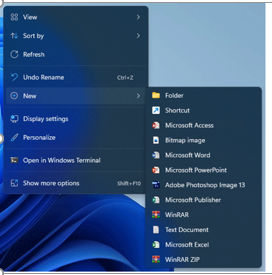 View
Sort by
Refresh
Undo Rename Ctrl+Z
New
Display settings
Personalize
Open in Windows Terminal
Show more options Shift+F10
Folder
Shortcut
Microsoft Access
Bitmap image
Microsoft Word
Microsoft PowerPoint
Adobe Photoshop Image 13
Microsoft Publisher
WinRAR
Text Document
Microsoft Excel
WinRAR ZIP